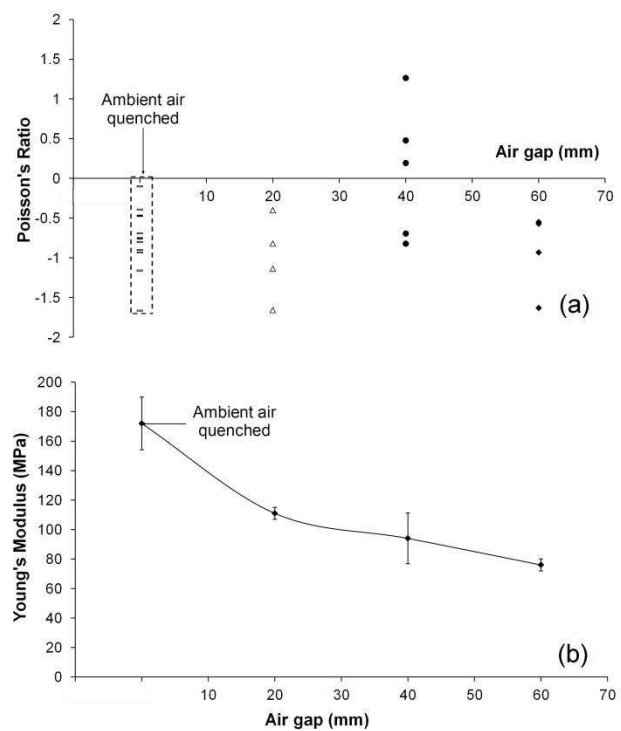 2
1.5
Ambient air
quenched
1
0.5
Air gap (mm)
0
10 20 30 40 50 60 70
-0.5
-1
-1.5
-2
Poisson's Ratio
(a)
200
180
Ambient air
quenched
160
140
120
100
80
60
40
20
0
Young's Modulus (MPa)
(b)
10 20 30 40 50 60 70
Air gap (mm)